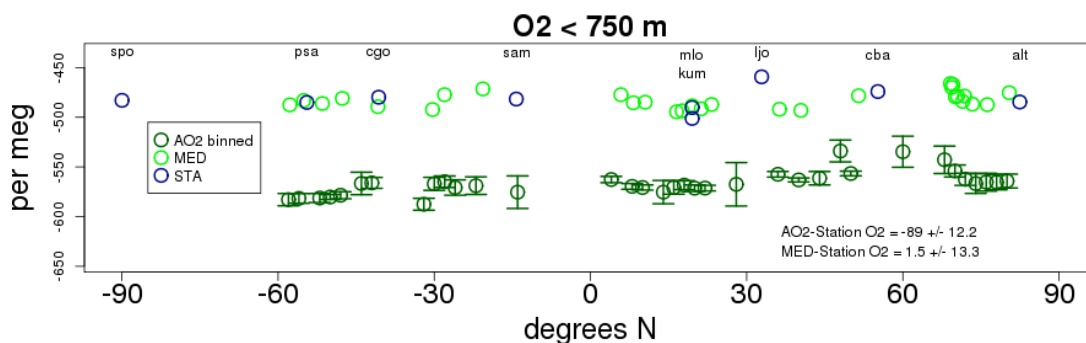 O2 < 750 m
spo psa cgo sam mlo ljo cba alt
kum
per meg
-450
-500
-550
-600
-650
AO2 binned
MED
STA
AO2-Station O2 = -89 +/- 12.2
MED-Station O2 = 1.5 +/- 13.3
-90 -60 -30 0 30 60 90
degrees N